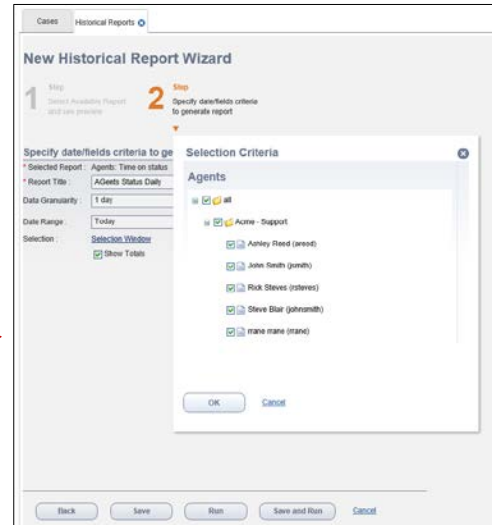 Cases
Historical Reports
New Historical Report Wizard
1
Step
Select Available Report
and see preview
2
Step
Specify date/fields criteria
to generate report
Specify date/fields criteria to ge
* Selected Report : Agents: Time on status
* Report Title : AGeets Status Daily
Data Granularity : 1 day
Date Range : Today
Selection : Selection Window
Show Totals
Selection Criteria
Agents
all
Acme - Support
Ashley Reed (areed)
John Smith (jsmith)
Rick Steves (rsteves)
Steve Blair (johnsmith)
rrane rrane (rrane)
OK
Cancel
Back
Save
Run
Save and Run
Cancel